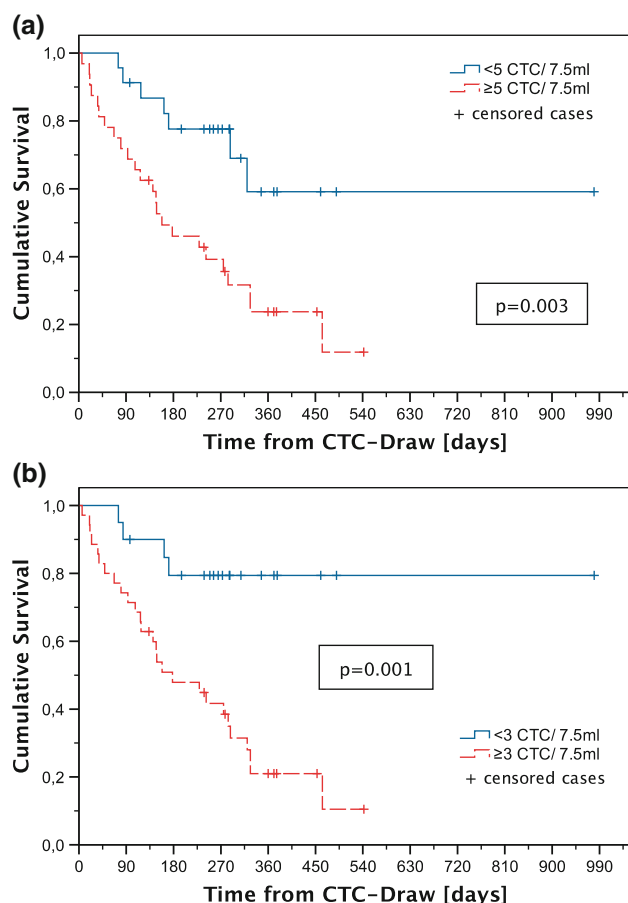 (a)
<5 CTC/ 7.5ml
≥5 CTC/ 7.5ml
+ censored cases
1,0
0,8
0,6
0,4
0,2
0,0
Cumulative Survival
p=0.003
0 90 180 270 360 450 540 630 720 810 900 990
Time from CTC-Draw [days]
(b)
1,0
0,8
0,6
0,4
0,2
0,0
Cumulative Survival
p=0.001
<3 CTC/ 7.5ml
≥3 CTC/ 7.5ml
+ censored cases
0 90 180 270 360 450 540 630 720 810 900 990
Time from CTC-Draw [days]